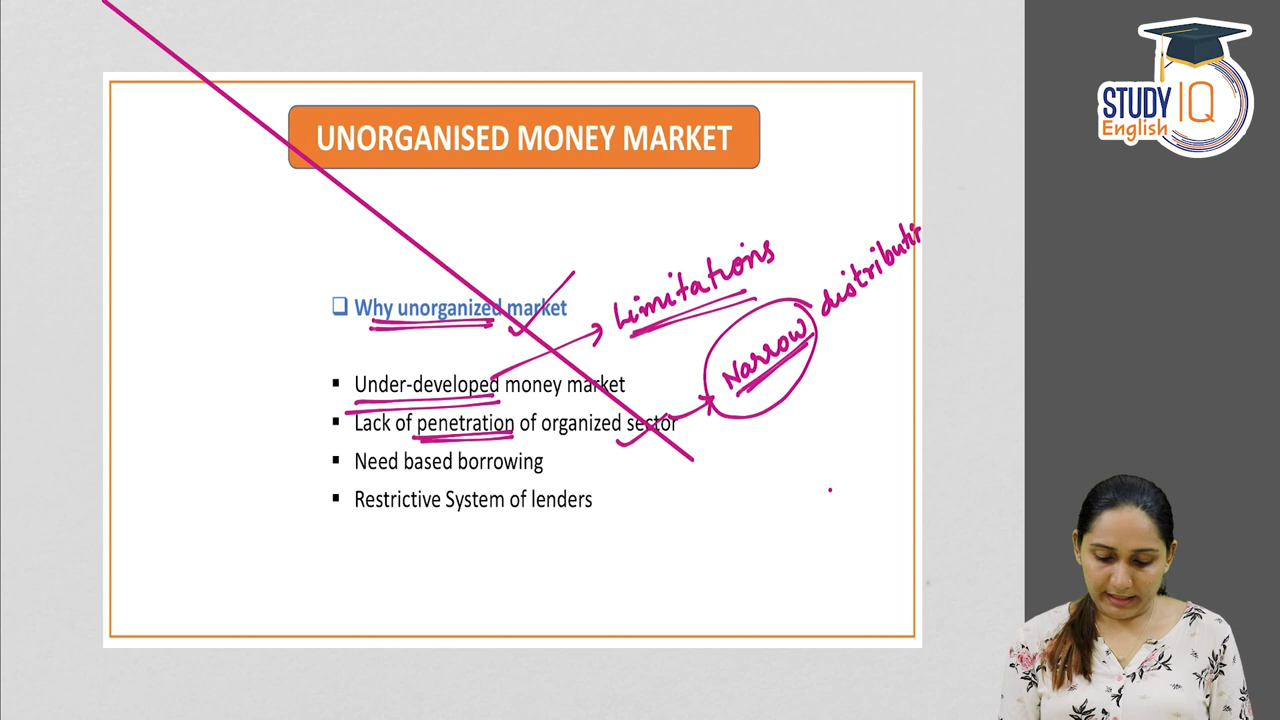 STUDY IQ
English
UNORGANISED MONEY MARKET
❑ Why unorganized market
Limitations
Narrow distributi
▪ Under-developed money market
▪ Lack of penetration of organized sector
▪ Need based borrowing
▪ Restrictive System of lenders